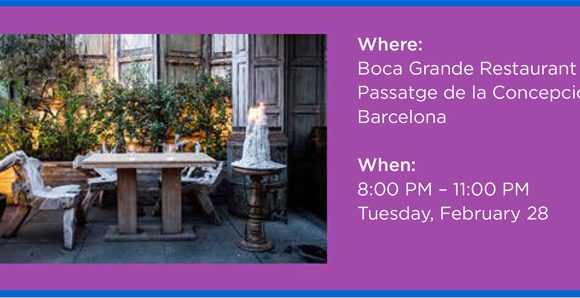 Where:
Boca Grande Restaurant
Passatge de la
Barcelona
When:
8:00 PM – 11:00 PM
Tuesday, February 28